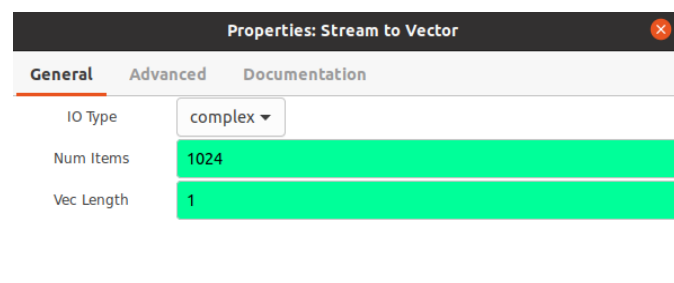 Properties: Stream to Vector
General Advanced Documentation
IO Type complex
Num Items 1024
Vec Length 1